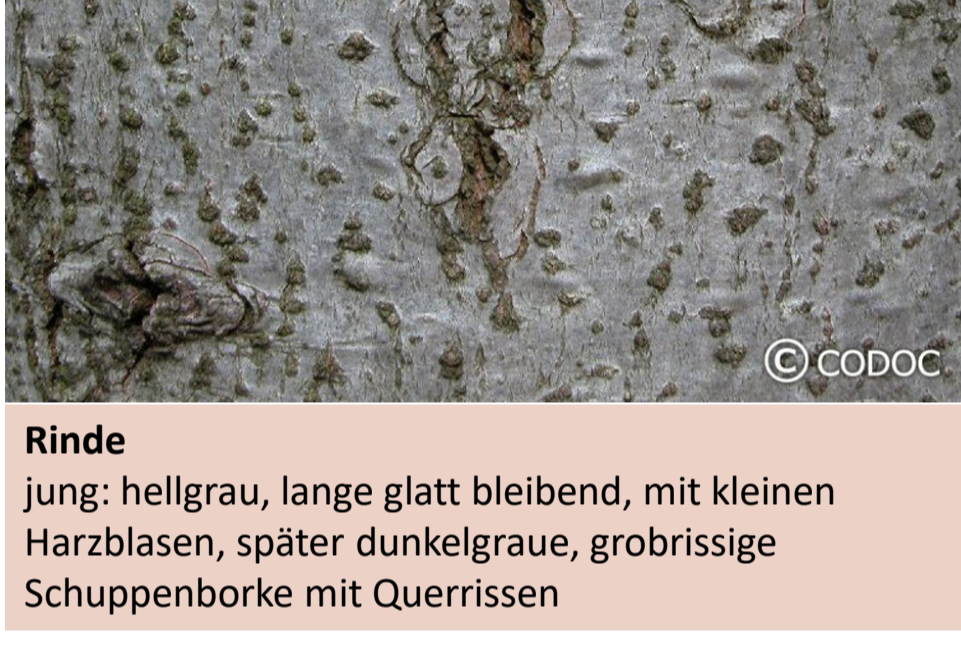 © CODOC
Rinde
jung: hellgrau, lange glatt bleibend, mit kleinen
Harzblasen, später dunkelgraue, grobrissige
Schuppenborke mit Querrissen